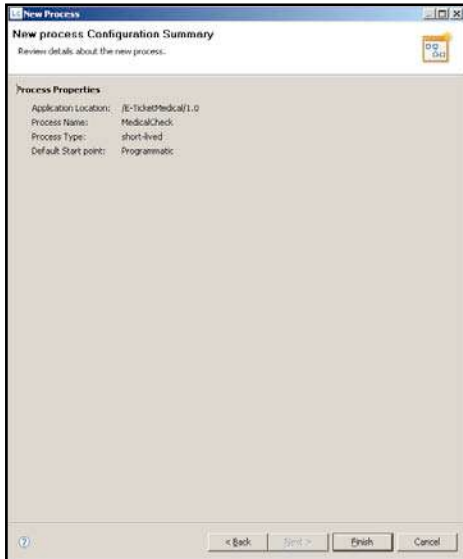 LC New Process
New process Configuration Summary
Review details about the new process.
Process Properties
Application Location: /E-TicketMedical/1.0
Process Name: MedicalCheck
Process Type: short-lived
Default Start point: Programmatic
< Back Next > Finish Cancel